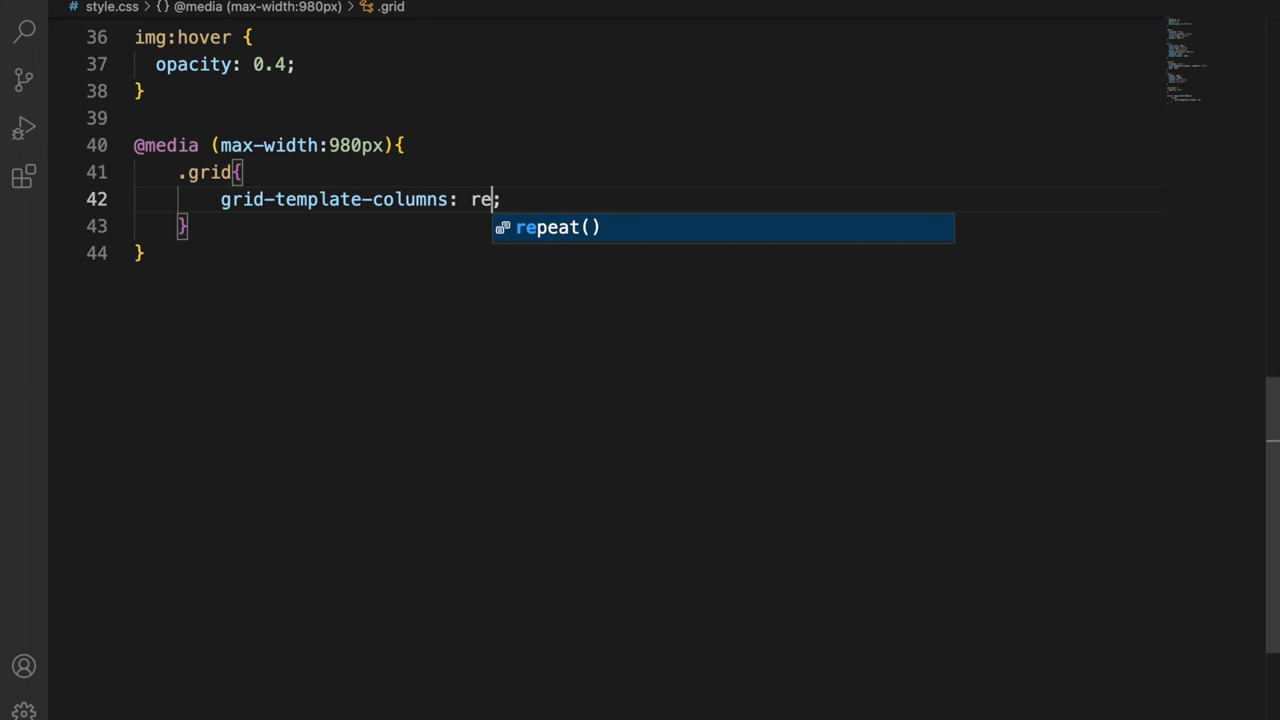 # style.css > {} @media (max-width:980px) > .grid
36 img:hover {
37 opacity: 0.4;
38 }
39
40 @media (max-width:980px){
41 .grid{
42 grid-template-columns: re;
repeat()
43 }
44 }